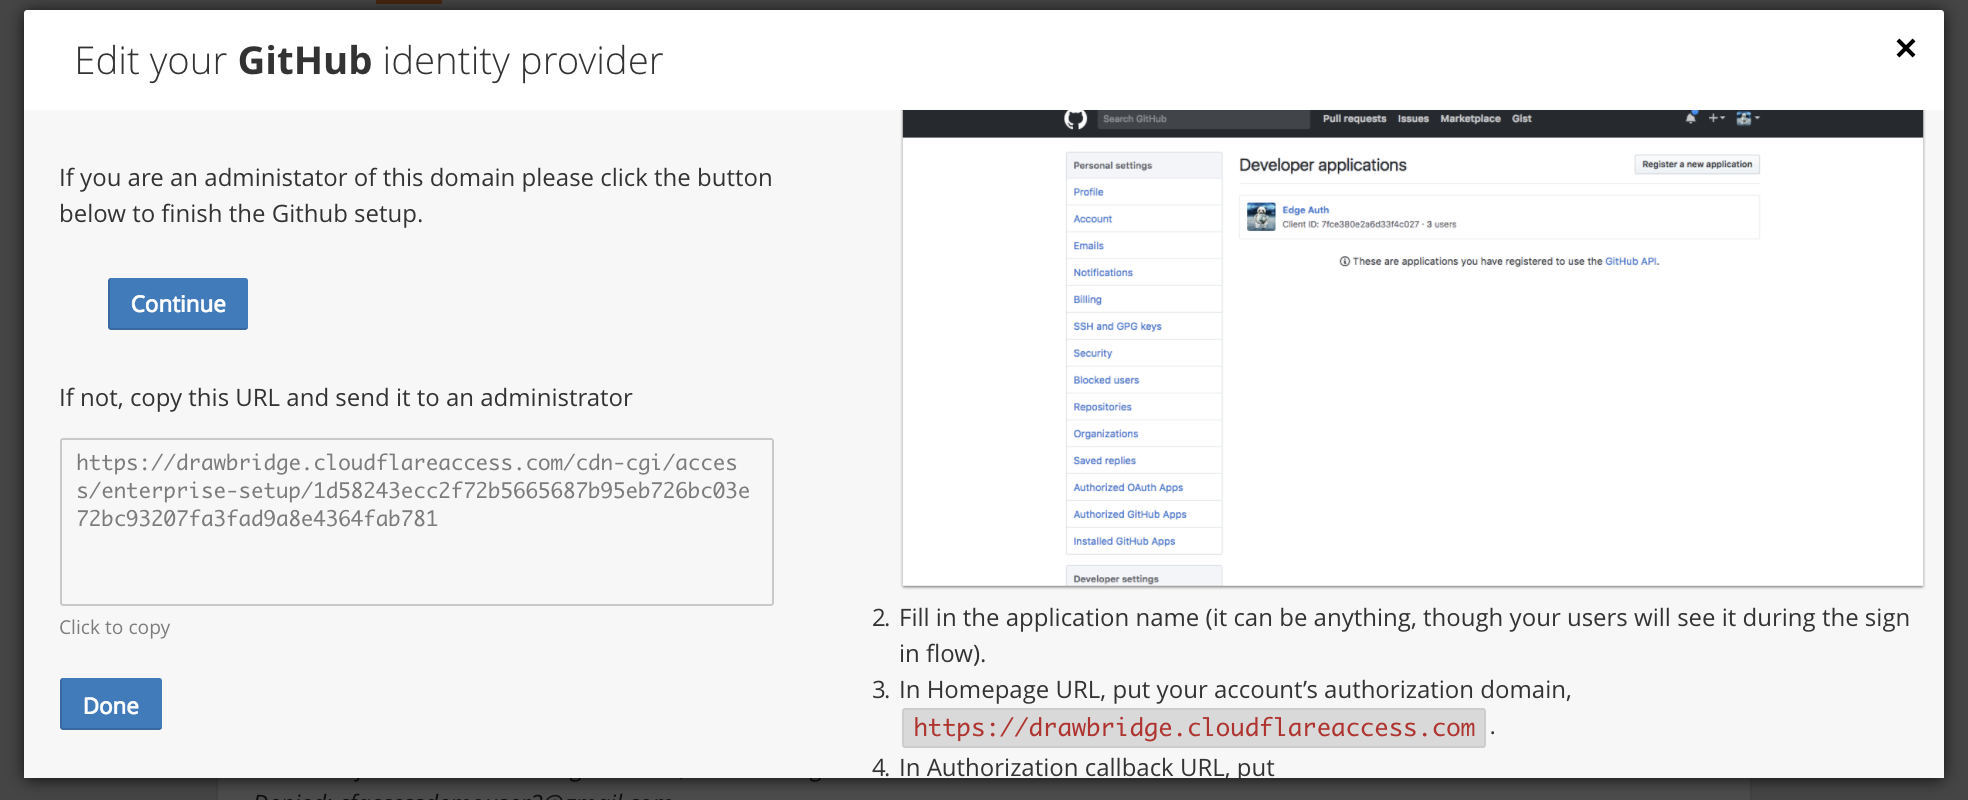 Edit your GitHub identity provider
If you are an administator of this domain please click the button
below to finish the Github setup.
Continue
If not, copy this URL and send it to an administrator
https://drawbridge.cloudflareaccess.com/cdn-cgi/acces
s/enterprise-setup/1d58243ecc2f72b5665687b95eb726bc03e
72bc93207fa3fad9a8e4364fab781
Click to copy
Done
Search GitHub
Pull requests Issues Marketplace Gist
Personal settings
Profile
Account
Emails
Notifications
Billing
SSH and GPG keys
Security
Blocked users
Repositories
Organizations
Saved replies
Authorized OAuth Apps
Authorized GitHub Apps
Installed GitHub Apps
Developer settings
Developer applications
Register a new application
Edge Auth
Client ID: 7fce380e2a6d33f4c027 · 3 users
These are applications you have registered to use the GitHub API.
2. Fill in the application name (it can be anything, though your users will see it during the sign
in flow).
3. In Homepage URL, put your account’s authorization domain,
https://drawbridge.cloudflareaccess.com .
4. In Authorization callback URL, put